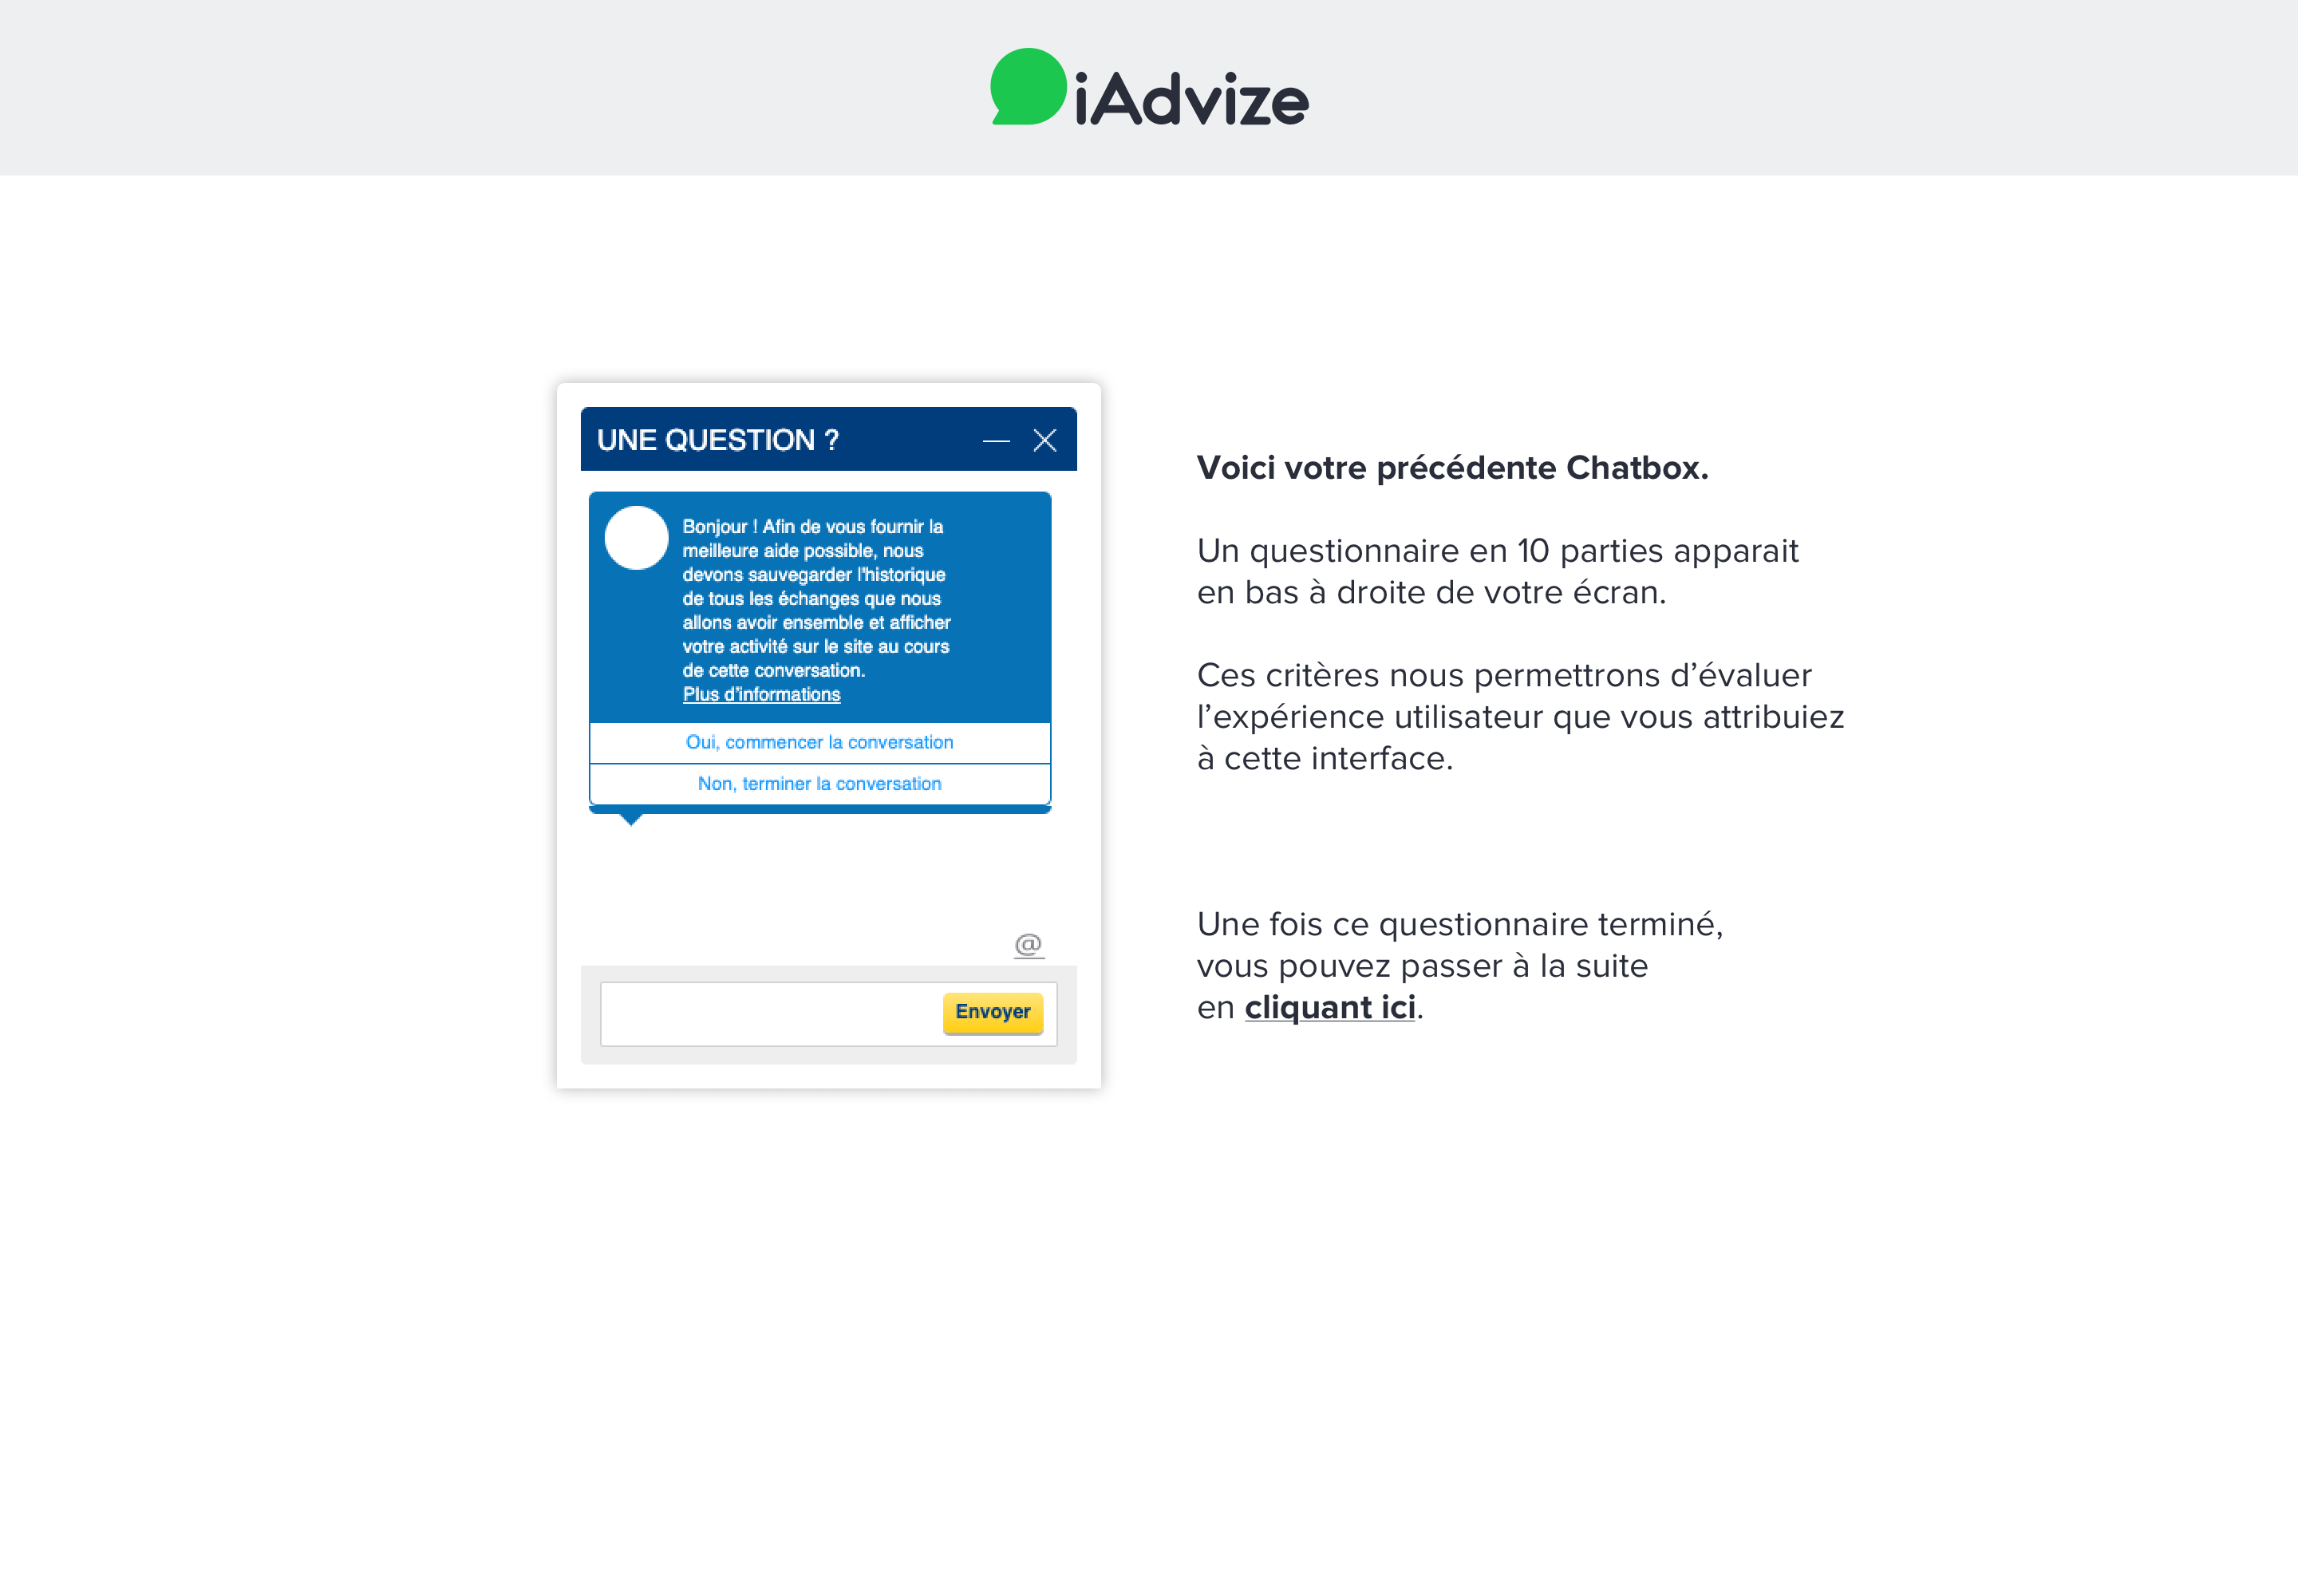 iAdvize
UNE QUESTION ?
Bonjour ! Afin de vous fournir la
meilleure aide possible, nous
devons sauvegarder l'historique
de tous les échanges que nous
allons avoir ensemble et afficher
votre activité sur le site au cours
de cette conversation.
Plus d'informations
Oui, commencer la conversation
Non, terminer la conversation
@
Envoyer
Voici votre précédente Chatbox.
Un questionnaire en 10 parties apparait
en bas à droite de votre écran.
Ces critères nous permettrons d’évaluer
l’expérience utilisateur que vous attribuiez
à cette interface.
Une fois ce questionnaire terminé,
vous pouvez passer à la suite
en cliquant ici.